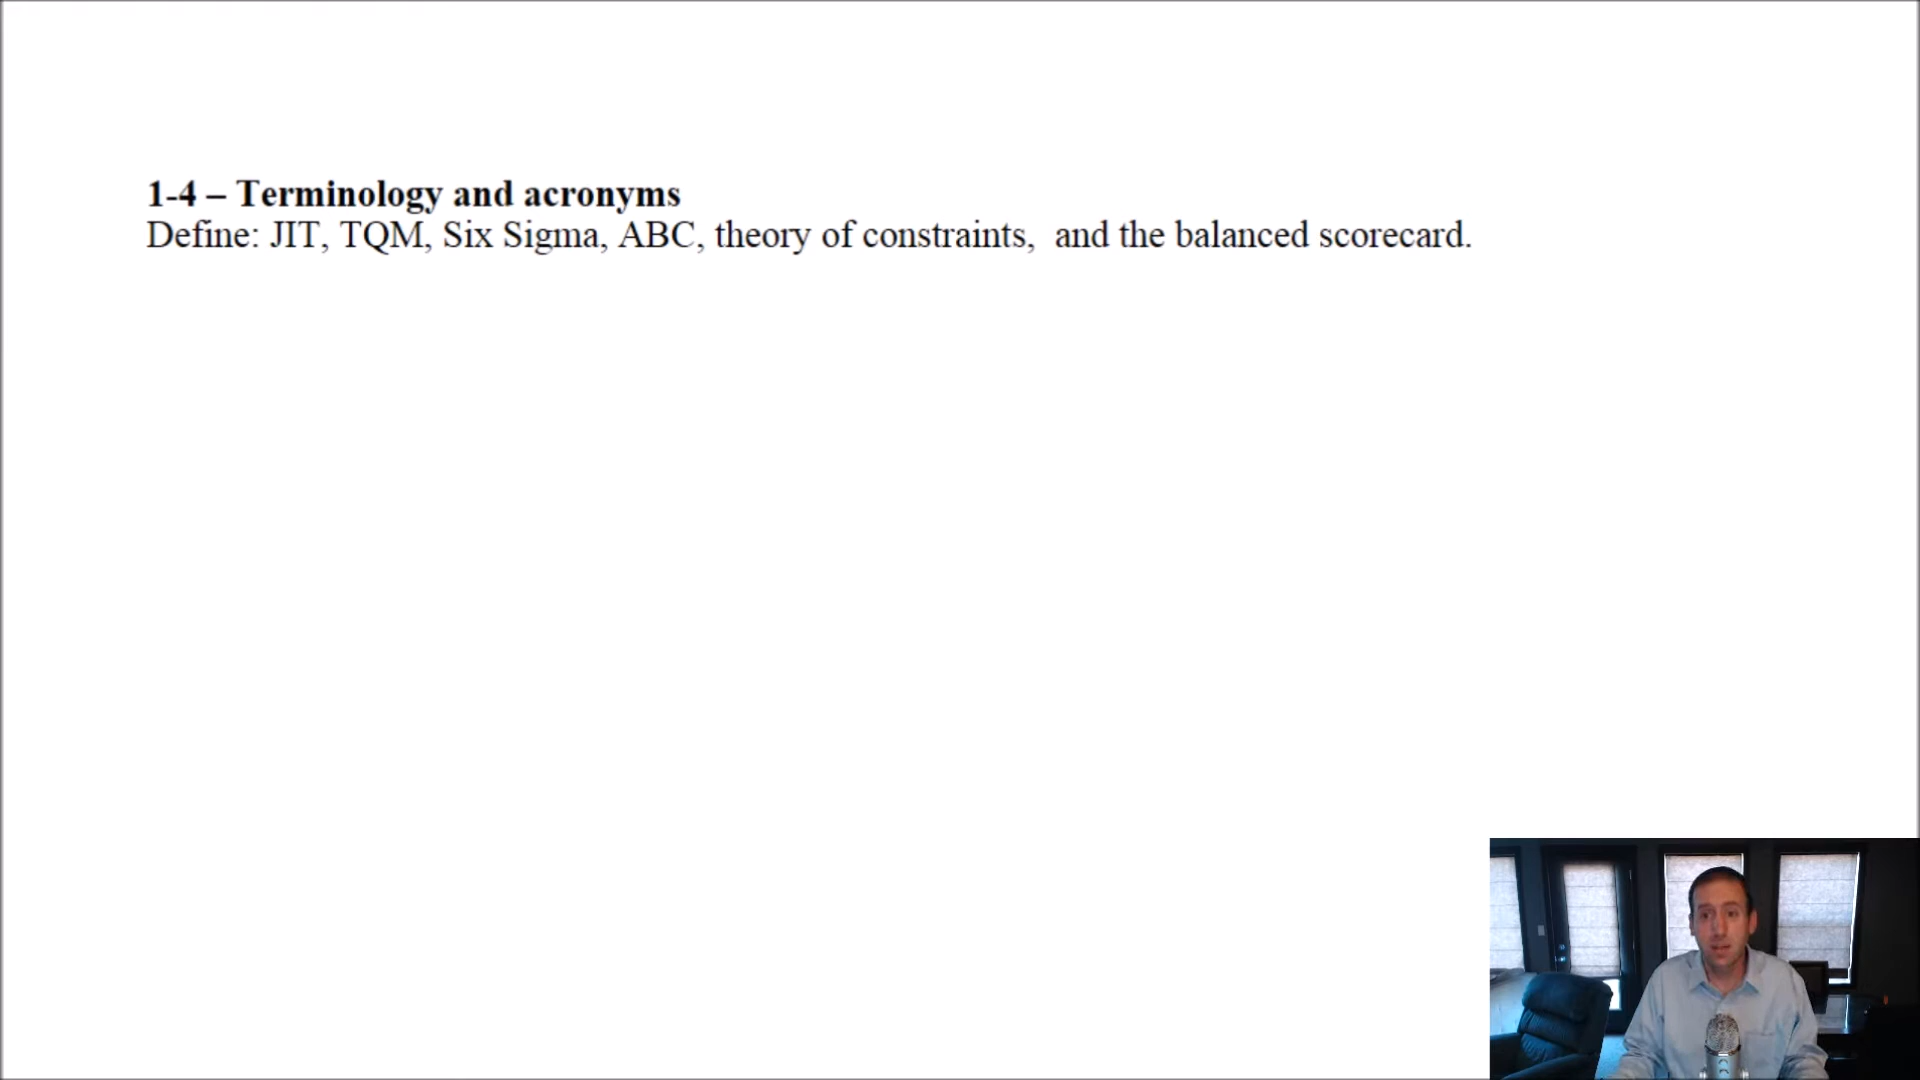 1-4 – Terminology and acronyms
Define: JIT, TQM, Six Sigma, ABC, theory of constraints,  and the balanced scorecard.